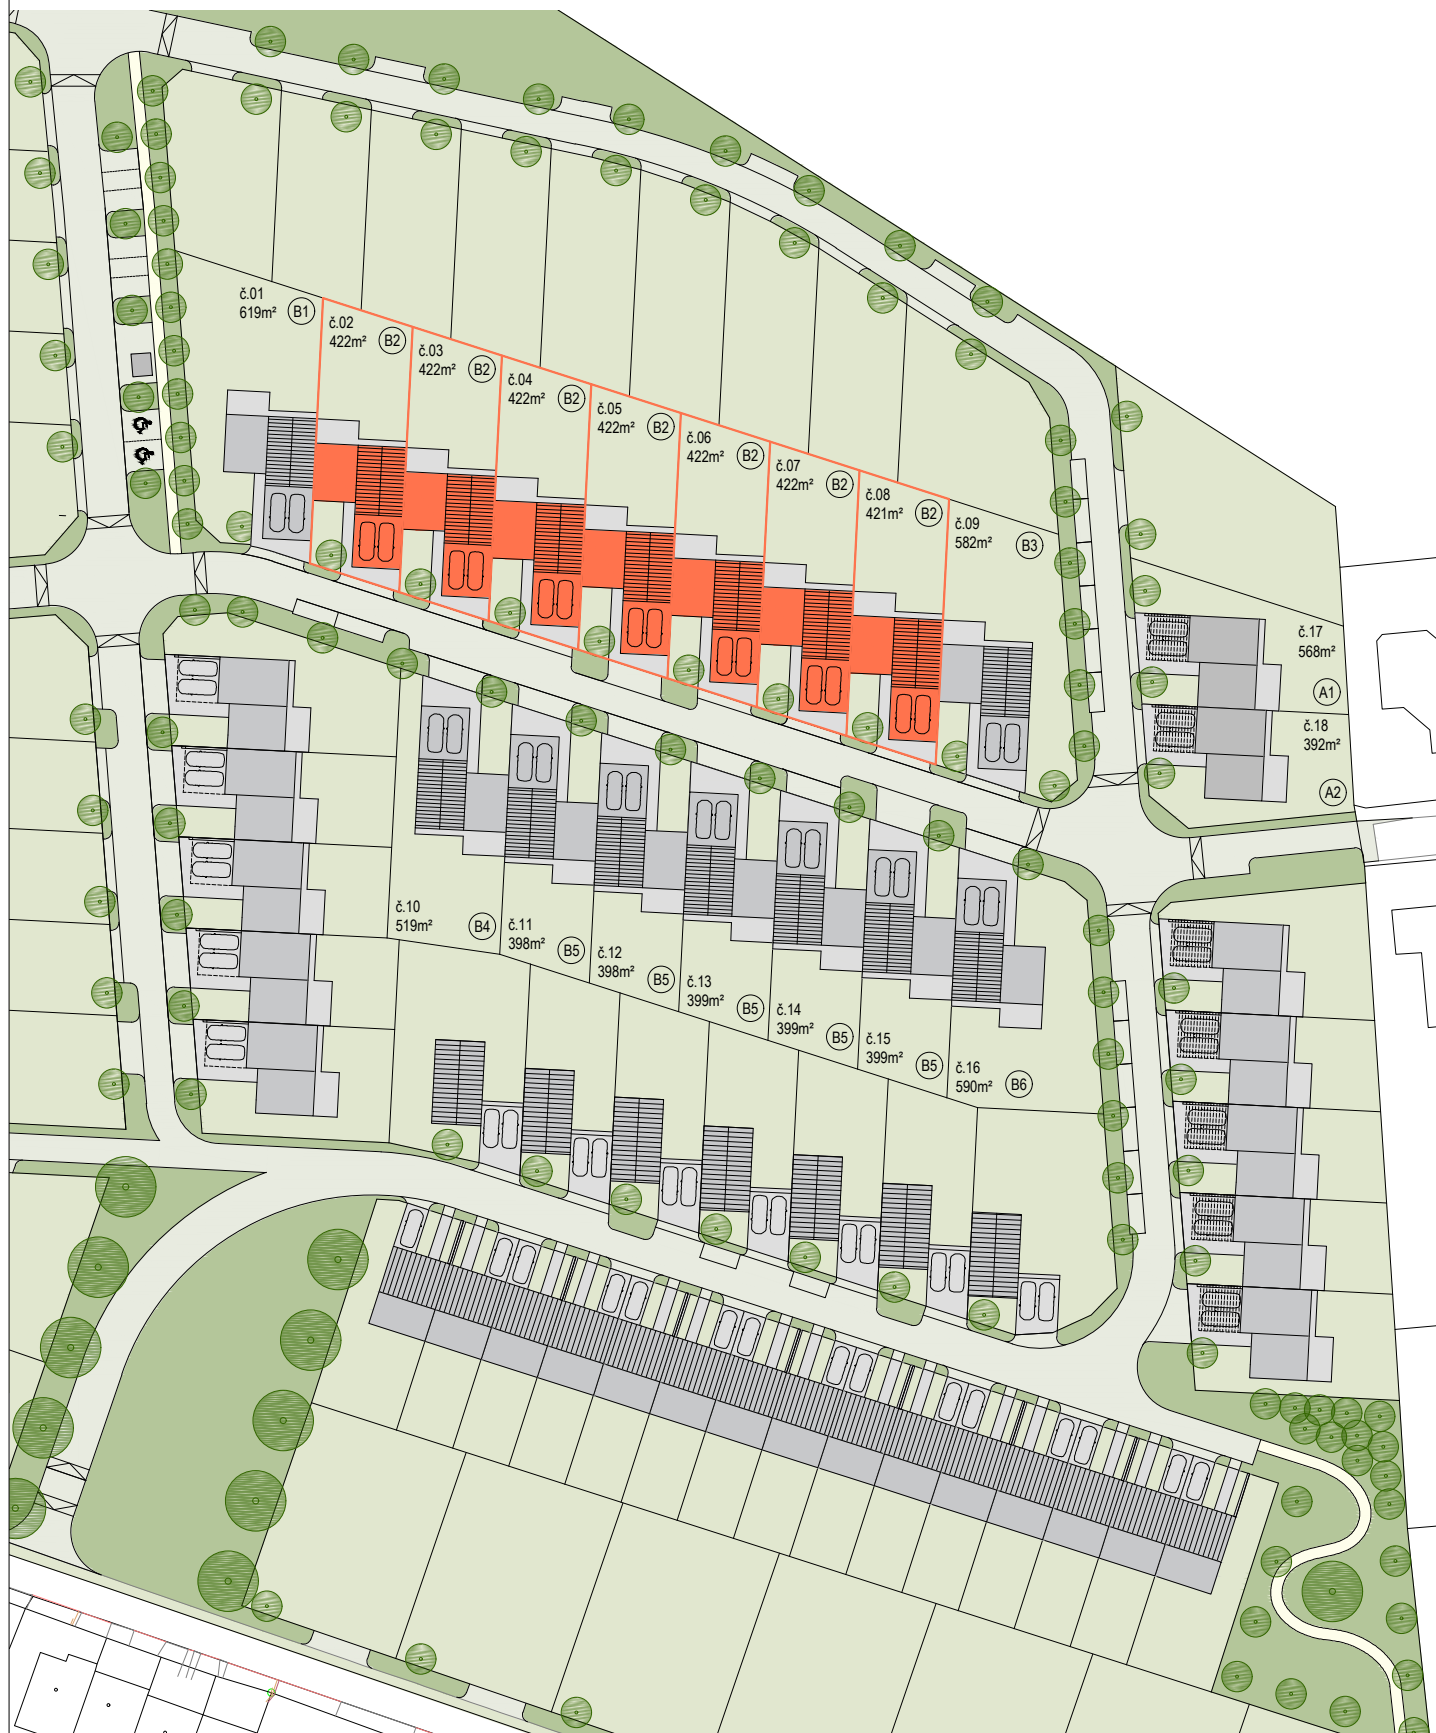 č.01
619m²
B1
č.02
422m²
B2
č.03
422m²
B2
č.04
422m²
B2
č.05
422m²
B2
č.06
422m²
B2
č.07
422m²
B2
č.08
421m²
B2
č.09
582m²
B3
č.17
568m²
A1
č.18
392m²
A2
č.10
519m²
B4
č.11
398m²
B5
č.12
398m²
B5
č.13
399m²
B5
č.14
399m²
B5
č.15
399m²
B5
č.16
590m²
B6